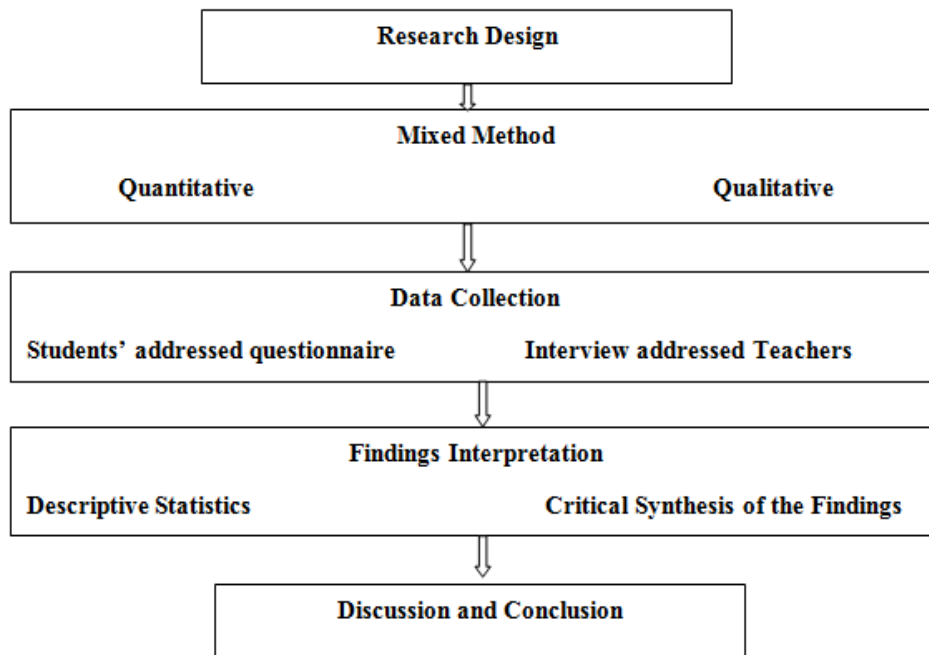 Research Design
Mixed Method
Quantitative Qualitative
Data Collection
Students’ addressed questionnaire Interview addressed Teachers
Findings Interpretation
Descriptive Statistics Critical Synthesis of the Findings
Discussion and Conclusion